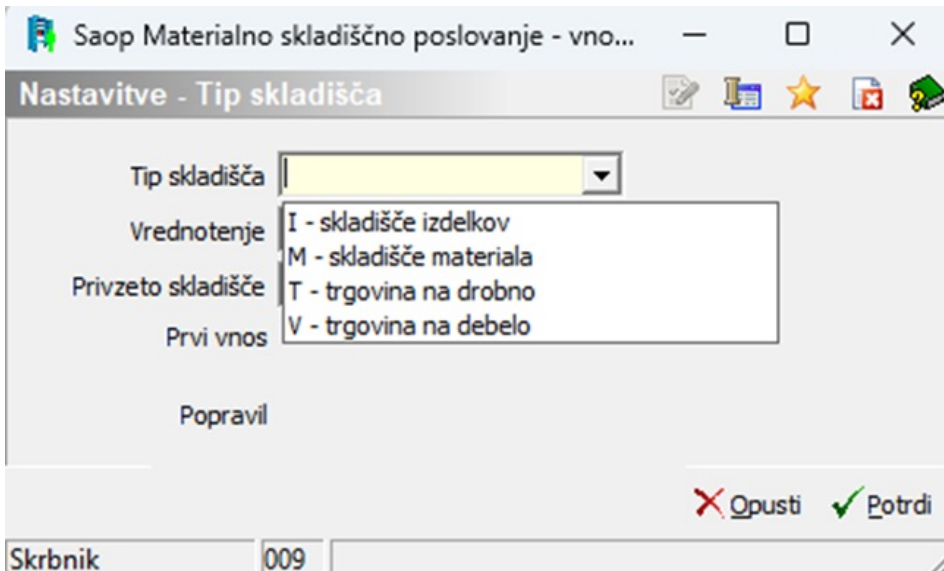 Saop Materialno skladiščno poslovanje - vno...
Nastavitve - Tip skladišča
Tip skladišča
Vrednotenje
I - skladišče izdelkov
M - skladišče materiala
Privzeto skladišče
T - trgovina na drobno
V - trgovina na debelo
Prvi vnos
Popravil
Opusti
Potrdi
Skrbnik
009